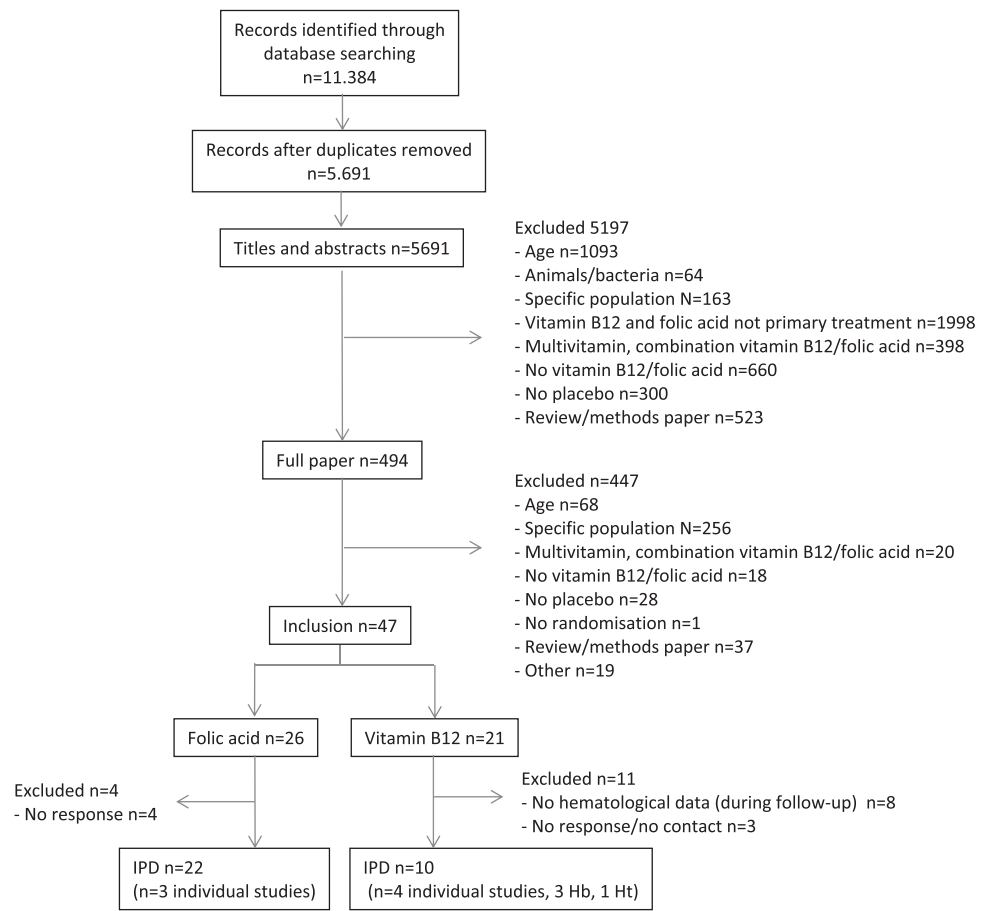 Records identified through
database searching
n=11.384
Records after duplicates removed
n=5.691
Titles and abstracts n=5691
Excluded 5197
- Age n=1093
- Animals/bacteria n=64
- Specific population N=163
- Vitamin B12 and folic acid not primary treatment n=1998
- Multivitamin, combination vitamin B12/folic acid n=398
- No vitamin B12/folic acid n=660
- No placebo n=300
- Review/methods paper n=523
Full paper n=494
Excluded n=447
- Age n=68
- Specific population N=256
- Multivitamin, combination vitamin B12/folic acid n=20
- No vitamin B12/folic acid n=18
- No placebo n=28
- No randomisation n=1
- Review/methods paper n=37
- Other n=19
Inclusion n=47
Folic acid n=26
Vitamin B12 n=21
Excluded n=4
- No response n=4
Excluded n=11
- No hematological data (during follow-up) n=8
- No response/no contact n=3
IPD n=22
(n=3 individual studies)
IPD n=10
(n=4 individual studies, 3 Hb, 1 Ht)